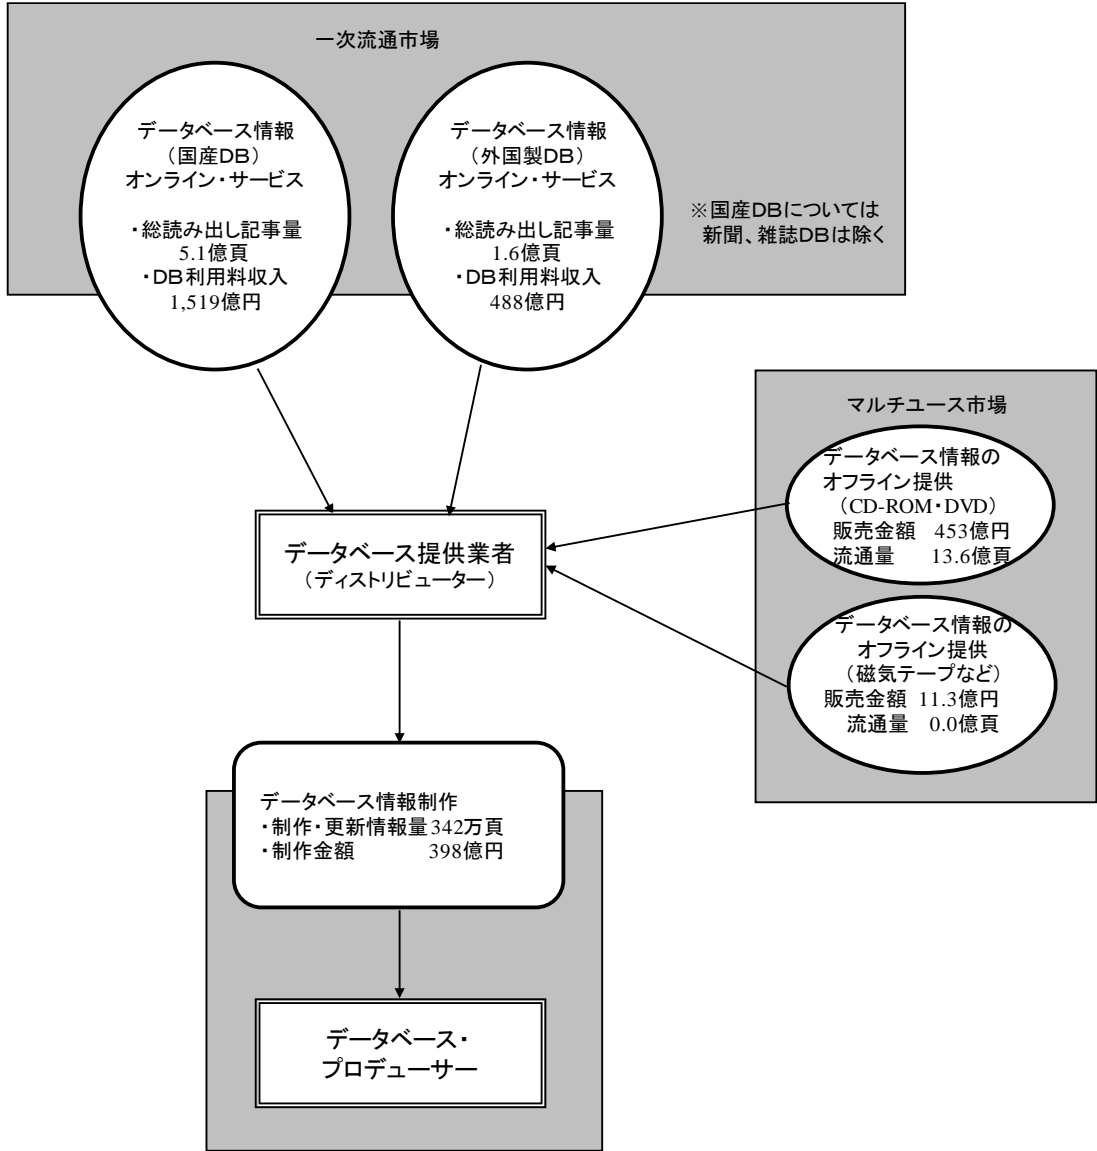 一次流通市場
データベース情報
（国産DB）
オンライン・サービス
・総読み出し記事量
5.1億頁
・DB利用料収入
1,519億円
データベース情報
（外国製DB）
オンライン・サービス
・総読み出し記事量
1.6億頁
・DB利用料収入
488億円
※国産DBについては
新聞、雑誌DBは除く
マルチユース市場
データベース情報の
オフライン提供
（CD-ROM・DVD）
販売金額 453億円
流通量 13.6億頁
データベース情報の
オフライン提供
（磁気テープなど）
販売金額 11.3億円
流通量 0.0億頁
データベース提供業者
（ディストリビューター）
データベース情報制作
・制作・更新情報量342万頁
・制作金額 398億円
データベース・
プロデューサー